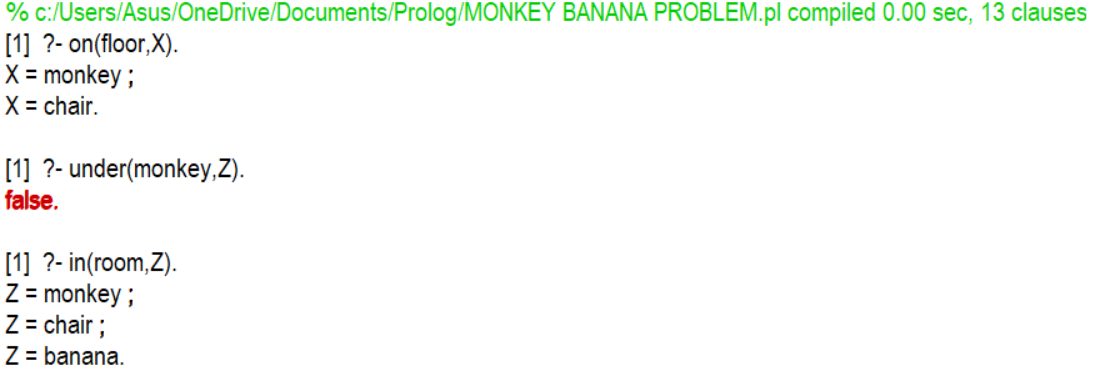 % c:/Users/Asus/OneDrive/Documents/Prolog/MONKEY BANANA PROBLEM.pl compiled 0.00 sec, 13 clauses
[1]  ?- on(floor,X).
X = monkey ;
X = chair.
[1]  ?- under(monkey,Z).
false.
[1]  ?- in(room,Z).
Z = monkey ;
Z = chair ;
Z = banana.